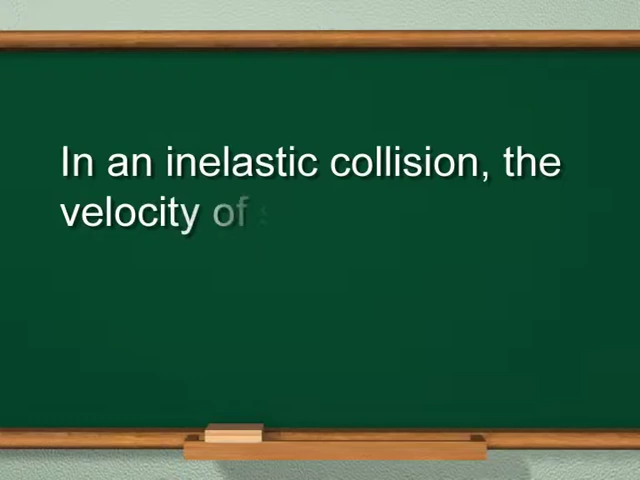 In an inelastic collision, the
velocity of